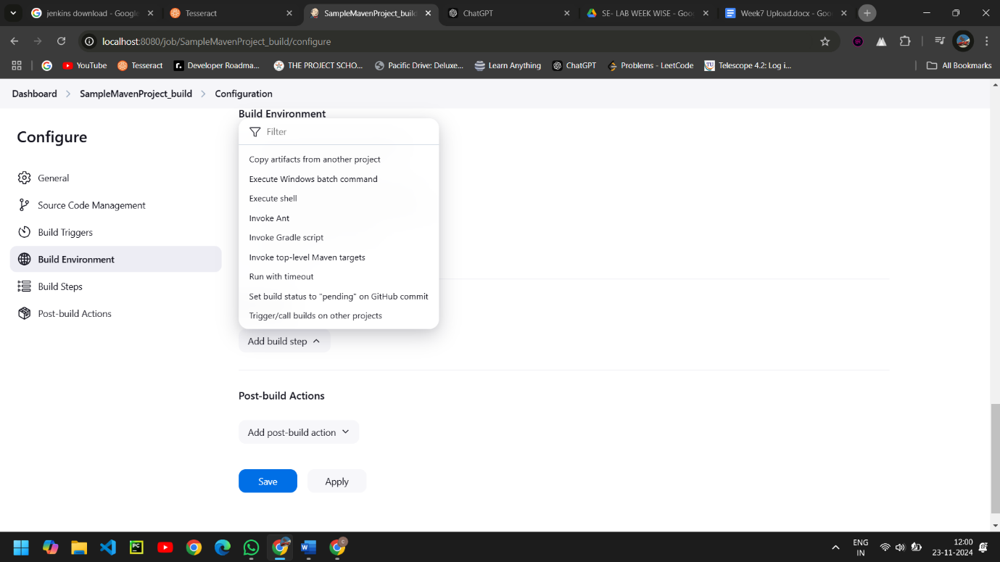 jenkins download - Google
Tesseract
SampleMavenProject_build
ChatGPT
SE- LAB WEEK WISE - Goo
Week7 Upload.docx - Goo
localhost:8080/job/SampleMavenProject_build/configure
YouTube
Tesseract
Developer Roadma...
THE PROJECT SCHO...
Pacific Drive: Deluxe...
Learn Anything
ChatGPT
Problems - LeetCode
Telescope 4.2: Log i...
All Bookmarks
Dashboard
SampleMavenProject_build
Configuration
Configure
General
Source Code Management
Build Triggers
Build Environment
Build Steps
Post-build Actions
Build Environment
Filter
Copy artifacts from another project
Execute Windows batch command
Execute shell
Invoke Ant
Invoke Gradle script
Invoke top-level Maven targets
Run with timeout
Set build status to "pending" on GitHub commit
Trigger/call builds on other projects
Add build step
Post-build Actions
Add post-build action
Save
Apply
ENG
IN
12:00
23-11-2024